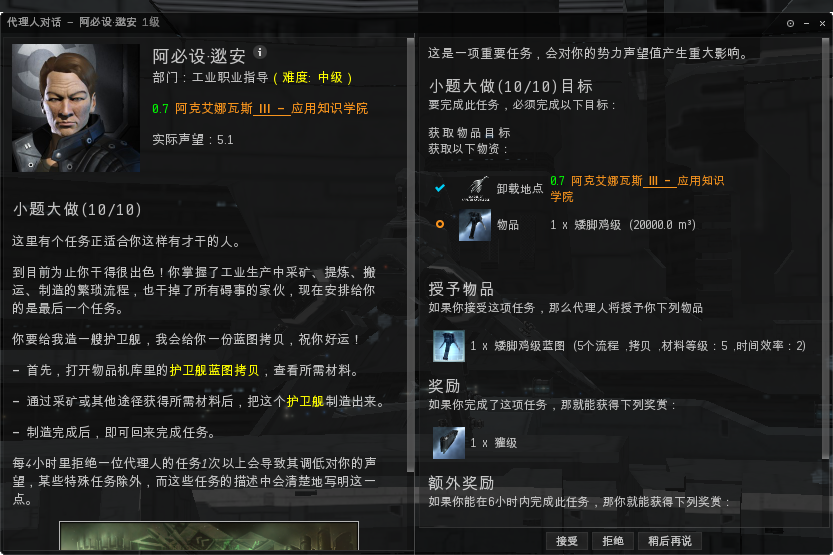 代理人对话 - 阿必设·逖安 1级
阿必设·逖安
部门：工业职业指导 ( 难度: 中级 )
0.7 阿克艾娜瓦斯 III - 应用知识学院
实际声望：5.1
小题大做(10/10)
这里有个任务正适合你这样有才干的人。
到目前为止你干得很出色！你掌握了工业生产中采矿、提炼、搬
运、制造的繁琐流程，也干掉了所有碍事的家伙，现在安排给你
的是最后一个任务。
你要给我造一艘护卫舰，我会给你一份蓝图拷贝，祝你好运！
- 首先，打开物品机库里的护卫舰蓝图拷贝，查看所需材料。
- 通过采矿或其他途径获得所需材料后，把这个护卫舰制造出来。
- 制造完成后，即可回来完成任务。
每4小时里拒绝一位代理人的任务1次以上会导致其调低对你的声
望，某些特殊任务除外，而这些任务的描述中会清楚地写明这一
点。
这是一项重要任务，会对你的势力声望值产生重大影响。
小题大做(10/10)目标
要完成此任务，必须完成以下目标：
获取物品目标
获取以下物资：
卸载地点 0.7 阿克艾娜瓦斯 III - 应用知识
学院
物品 1 x 矮脚鸡级 (20000.0 m³)
授予物品
如果你接受这项任务，那么代理人将授予你下列物品
1 x 矮脚鸡级蓝图 (5个流程 ,拷贝 ,材料等级：5 ,时间效率：2)
奖励
如果你完成了这项任务，那就能获得下列奖赏：
1 x 獾级
额外奖励
如果你能在6小时内完成此任务，那你就能获得下列奖赏：
接受 拒绝 稍后再说